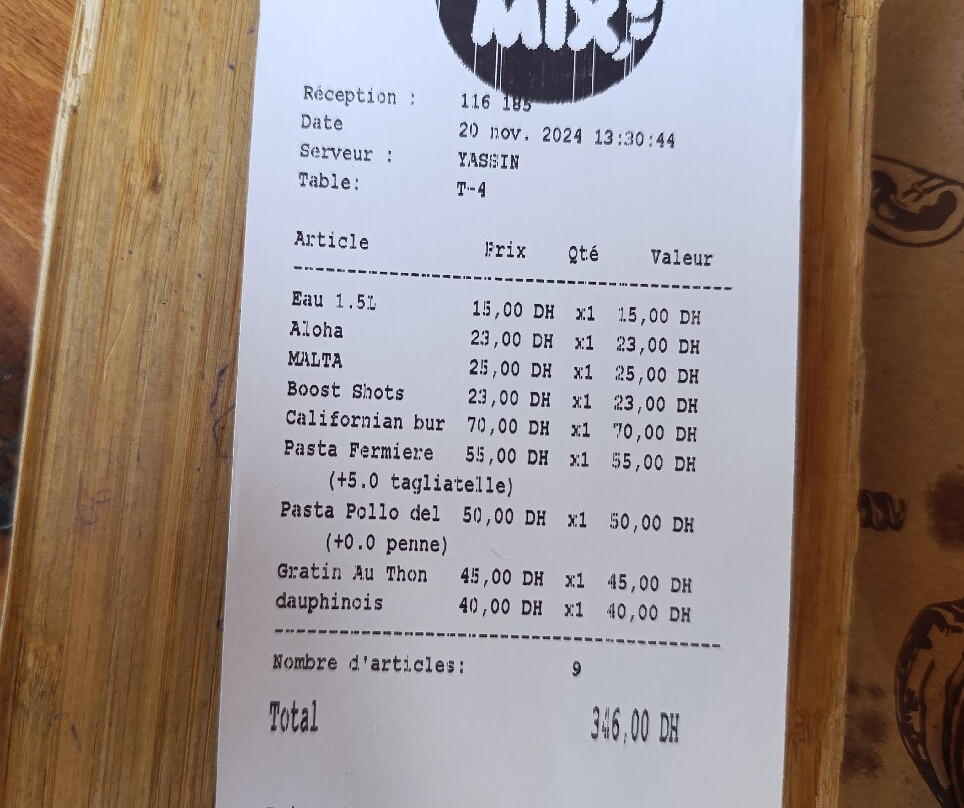 MIX
Réception : 116 185
Date 20 nov. 2024 13:30:44
Serveur : YASSIN
Table: T-4
Article Prix Qté Valeur
Eau 1.5L 15,00 DH x1 15,00 DH
Aloha 23,00 DH x1 23,00 DH
MALTA 25,00 DH x1 25,00 DH
Boost Shots 23,00 DH x1 23,00 DH
Californian bur 70,00 DH x1 70,00 DH
Pasta Fermiere 55,00 DH x1 55,00 DH
(+5.0 tagliatelle)
Pasta Pollo del 50,00 DH x1 50,00 DH
(+0.0 penne)
Gratin Au Thon 45,00 DH x1 45,00 DH
dauphinois 40,00 DH x1 40,00 DH
Nombre d'articles: 9
Total 346,00 DH